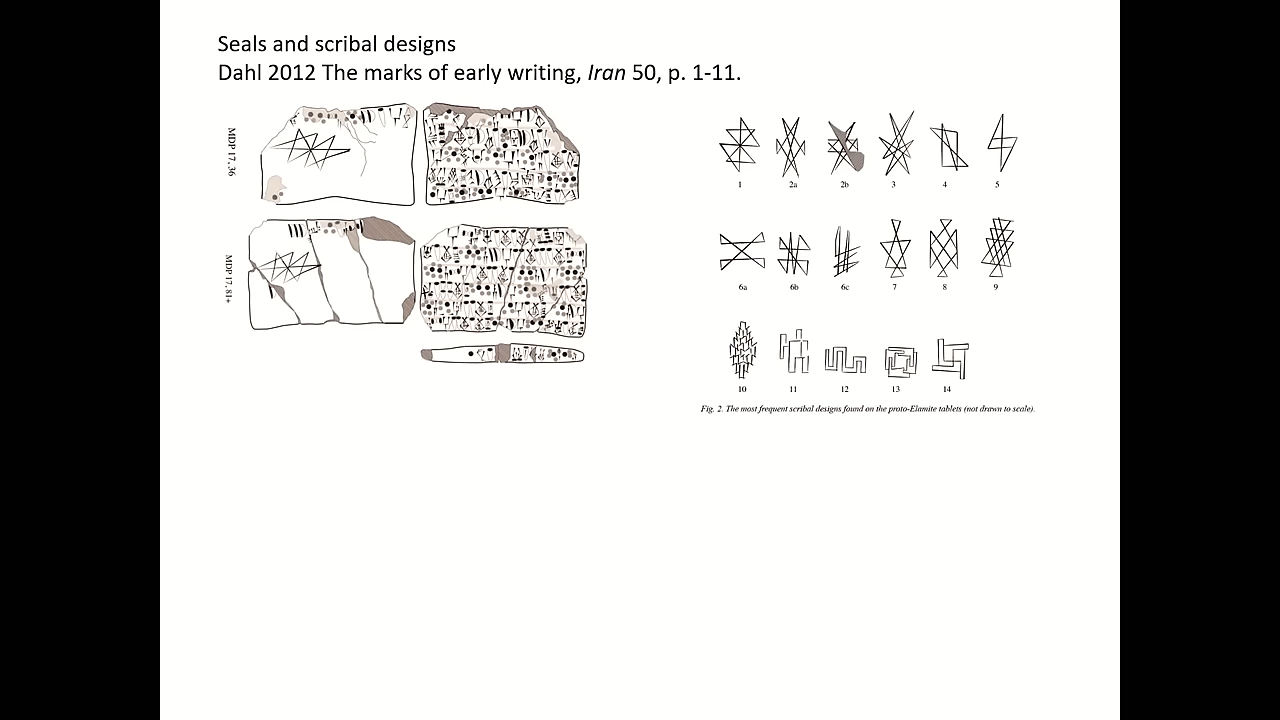 Seals and scribal designs
Dahl 2012 The marks of early writing, Iran 50, p. 1-11.
MDP 17, 36
MDP 17, 81+
1 2a 2b 3 4 5
6a 6b 6c 7 8 9
10 11 12 13 14
Fig. 2. The most frequent scribal designs found on the proto-Elamite tablets (not drawn to scale).